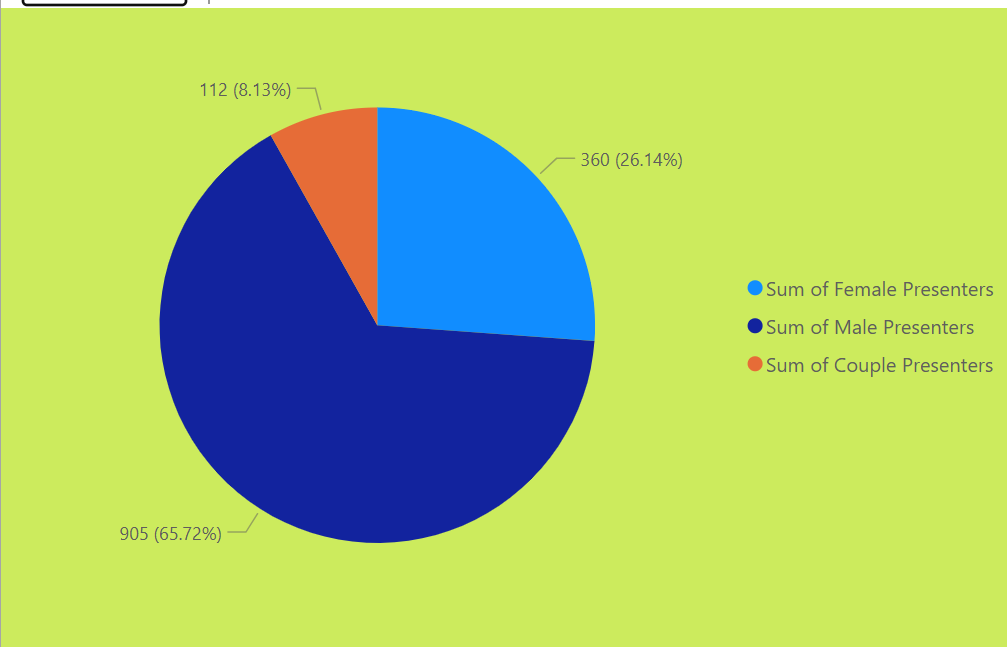 112 (8.13%)
360 (26.14%)
Sum of Female Presenters
Sum of Male Presenters
Sum of Couple Presenters
905 (65.72%)